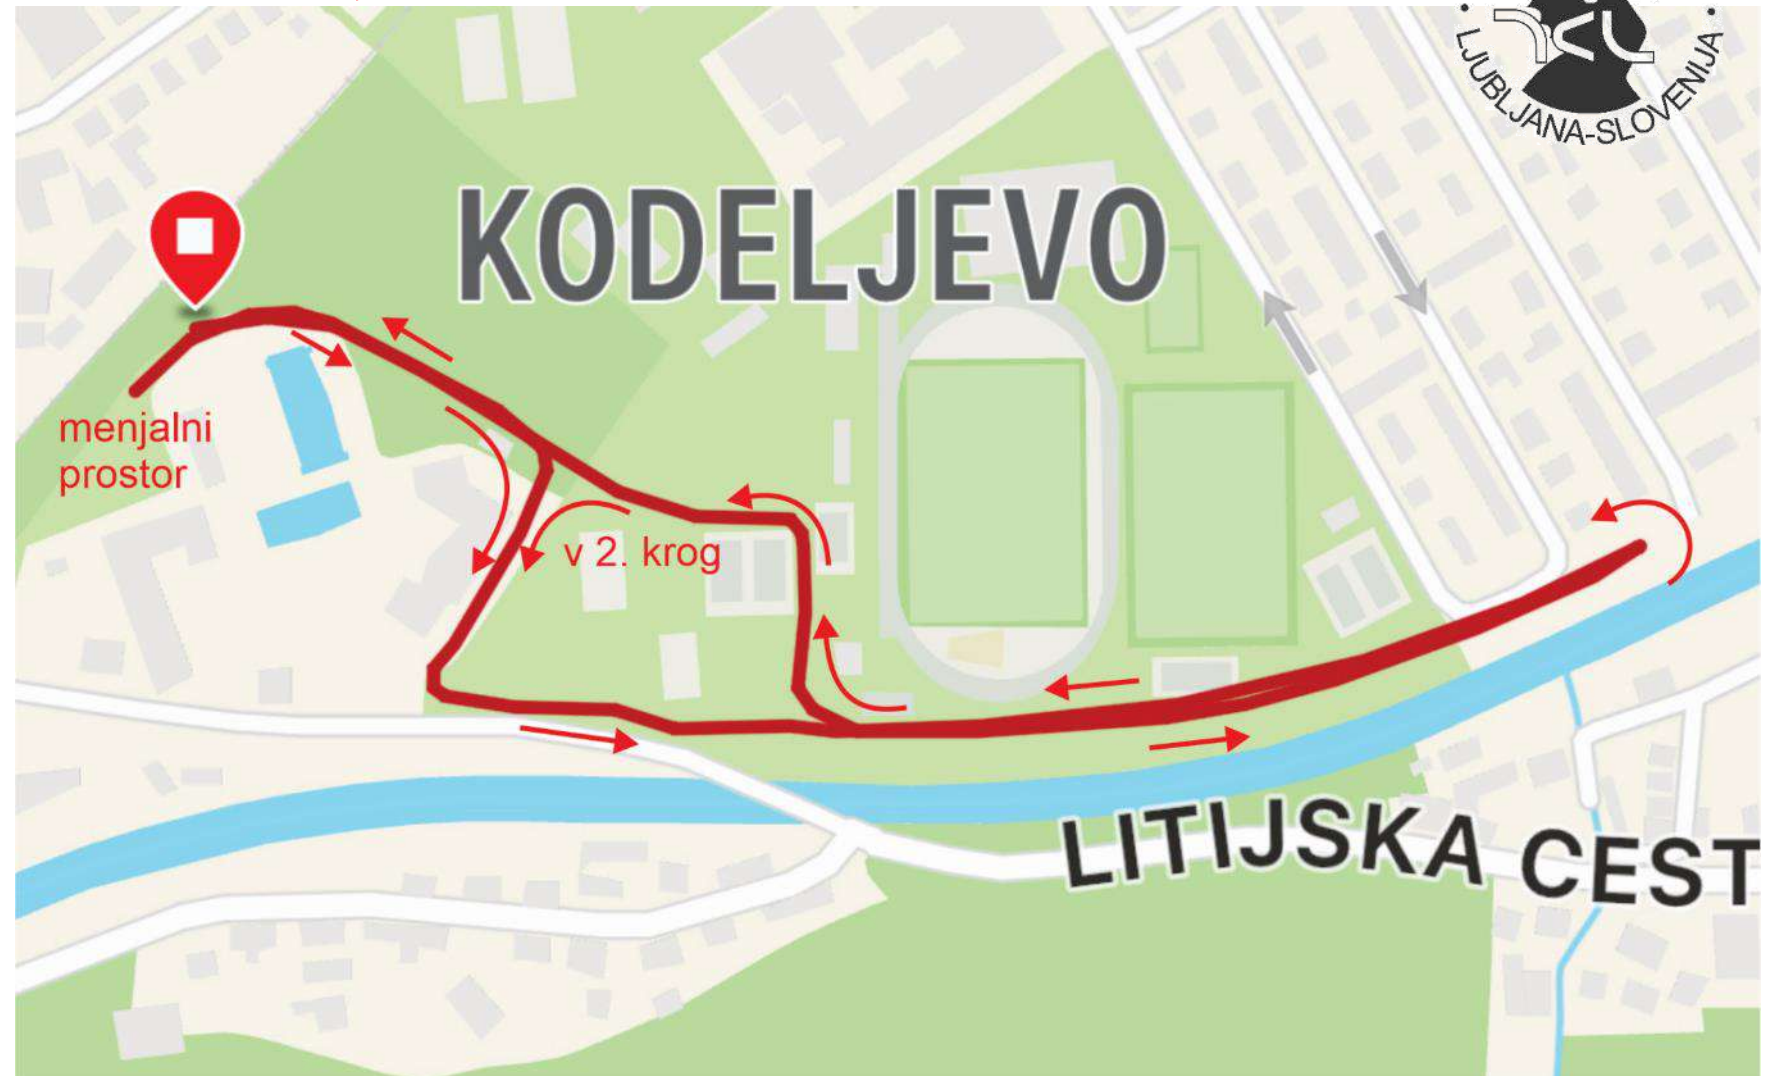 LJUBLJANA-SLOVENIJA
KODELJEVO
menjalni
prostor
v 2. krog
LITIJSKA CEST